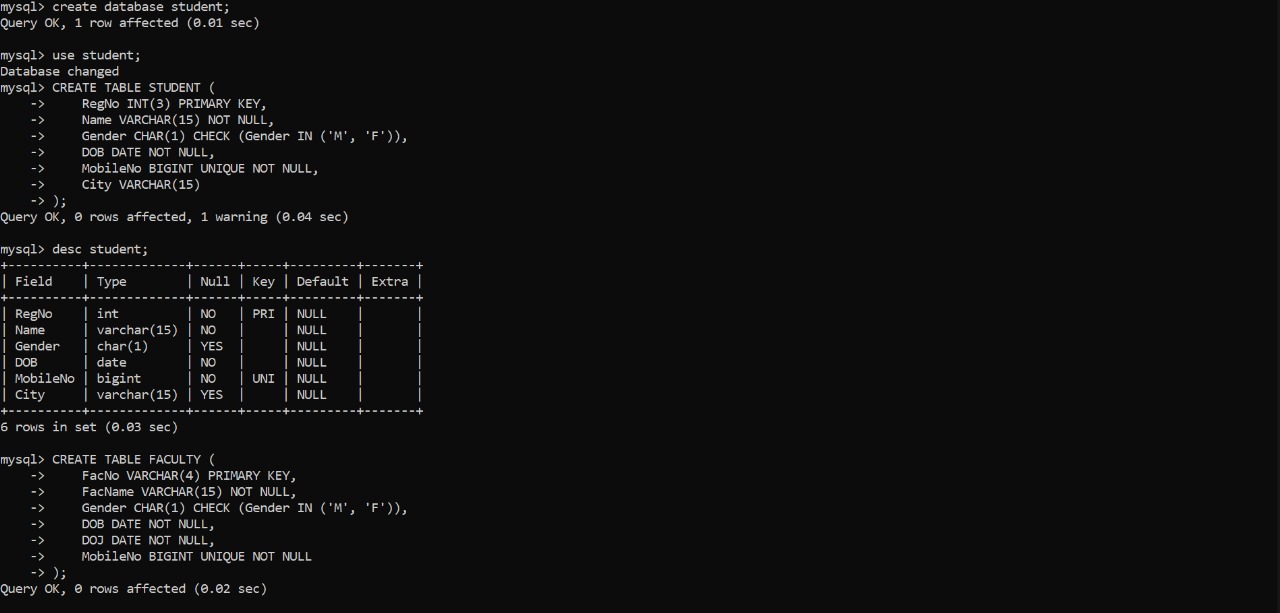 mysql> create database student;
Query OK, 1 row affected (0.01 sec)

mysql> use student;
Database changed
mysql> CREATE TABLE STUDENT (
    ->     RegNo INT(3) PRIMARY KEY,
    ->     Name VARCHAR(15) NOT NULL,
    ->     Gender CHAR(1) CHECK (Gender IN ('M', 'F')),
    ->     DOB DATE NOT NULL,
    ->     MobileNo BIGINT UNIQUE NOT NULL,
    ->     City VARCHAR(15)
    -> );
Query OK, 0 rows affected, 1 warning (0.04 sec)

mysql> desc student;
+----------+-------------+------+-----+---------+-------+
| Field    | Type        | Null | Key | Default | Extra |
+----------+-------------+------+-----+---------+-------+
| RegNo    | int         | NO   | PRI | NULL    |       |
| Name     | varchar(15) | NO   |     | NULL    |       |
| Gender   | char(1)     | YES  |     | NULL    |       |
| DOB      | date        | NO   |     | NULL    |       |
| MobileNo | bigint      | NO   | UNI | NULL    |       |
| City     | varchar(15) | YES  |     | NULL    |       |
+----------+-------------+------+-----+---------+-------+
6 rows in set (0.03 sec)

mysql> CREATE TABLE FACULTY (
    ->     FacNo VARCHAR(4) PRIMARY KEY,
    ->     FacName VARCHAR(15) NOT NULL,
    ->     Gender CHAR(1) CHECK (Gender IN ('M', 'F')),
    ->     DOB DATE NOT NULL,
    ->     DOJ DATE NOT NULL,
    ->     MobileNo BIGINT UNIQUE NOT NULL
    -> );
Query OK, 0 rows affected (0.02 sec)